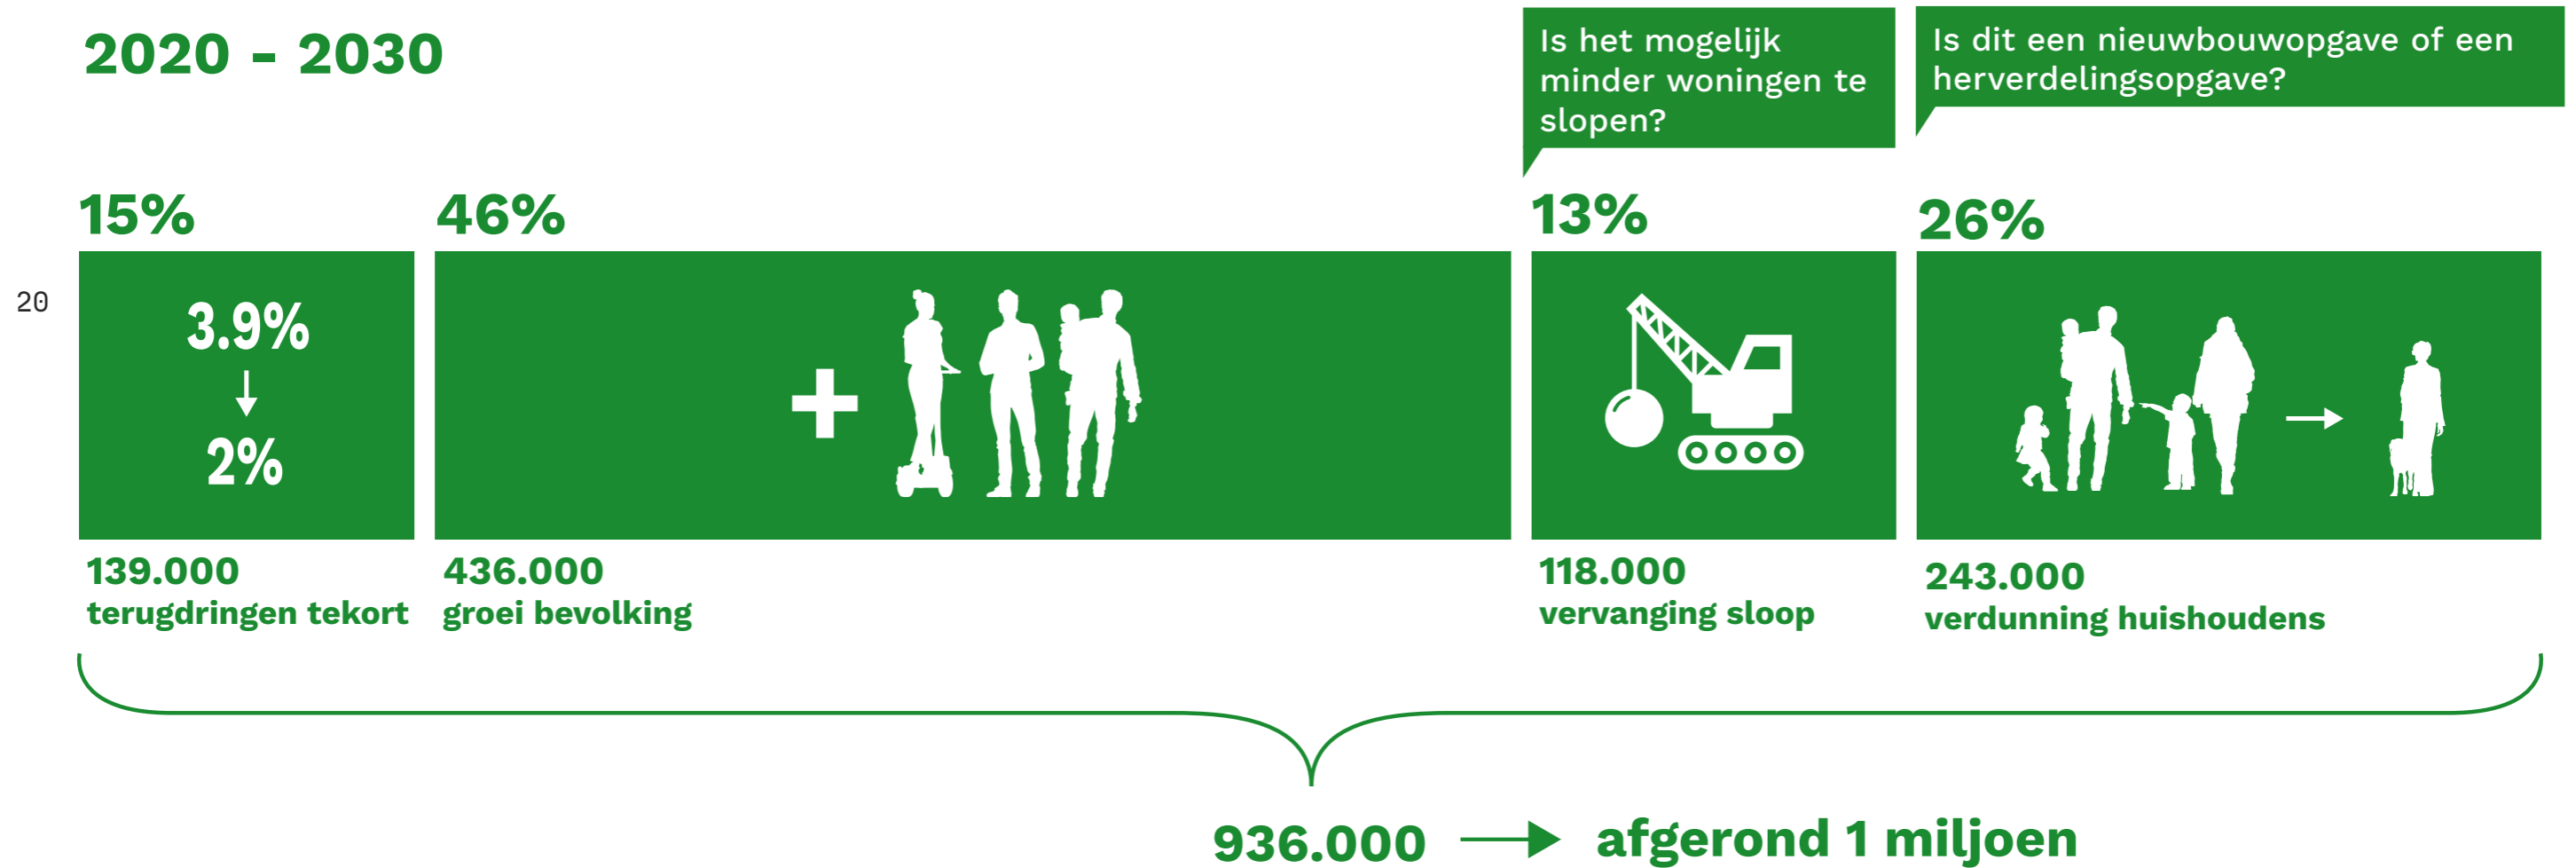 2020 - 2030
Is het mogelijk
minder woningen te
slopen?
Is dit een nieuwbouwopgave of een
herverdelingsopgave?
15%
46%
13%
26%
20
3.9%
2%
139.000
terugdringen tekort
436.000
groei bevolking
118.000
vervanging sloop
243.000
verdunning huishoudens
936.000
afgerond 1 miljoen